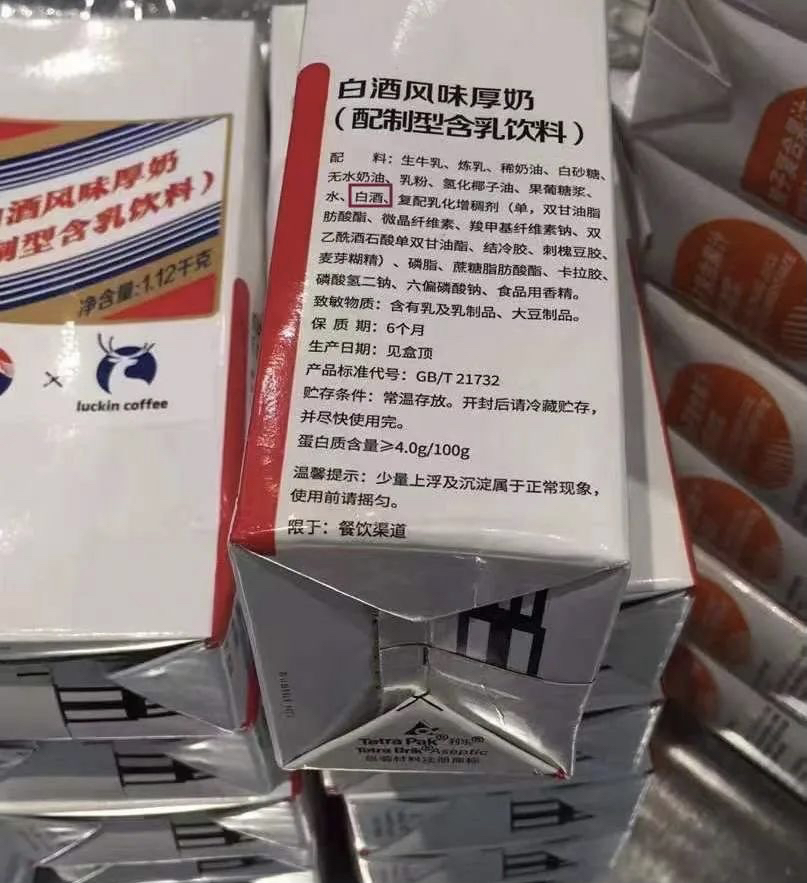 白酒风味厚奶
（配制型含乳饮料）
配 料：生牛乳、炼乳、稀奶油、白砂糖、
无水奶油、乳粉、氢化椰子油、果葡糖浆、
水、白酒、复配乳化增稠剂（单，双甘油脂
肪酸酯、微晶纤维素、羧甲基纤维素钠、双
乙酰酒石酸单双甘油酯、结冷胶、刺槐豆胶、
麦芽糊精）、磷脂、蔗糖脂肪酸酯、卡拉胶、
磷酸氢二钠、六偏磷酸钠、食品用香精。
致敏物质：含有乳及乳制品、大豆制品。
保 质 期：6个月
生产日期：见盒顶
产品标准代号：GB/T 21732
贮存条件：常温存放。开封后请冷藏贮存，
并尽快使用完。
蛋白质含量≥4.0g/100g
温馨提示：少量上浮及沉淀属于正常现象，
使用前请摇匀。
限于：餐饮渠道
Tetra Pak® 利乐®
Tetra Brik® Aseptic
包装材料注册商标
酒风味厚奶
制型含乳饮料）
净含量:1.12千克
×
luckin coffee